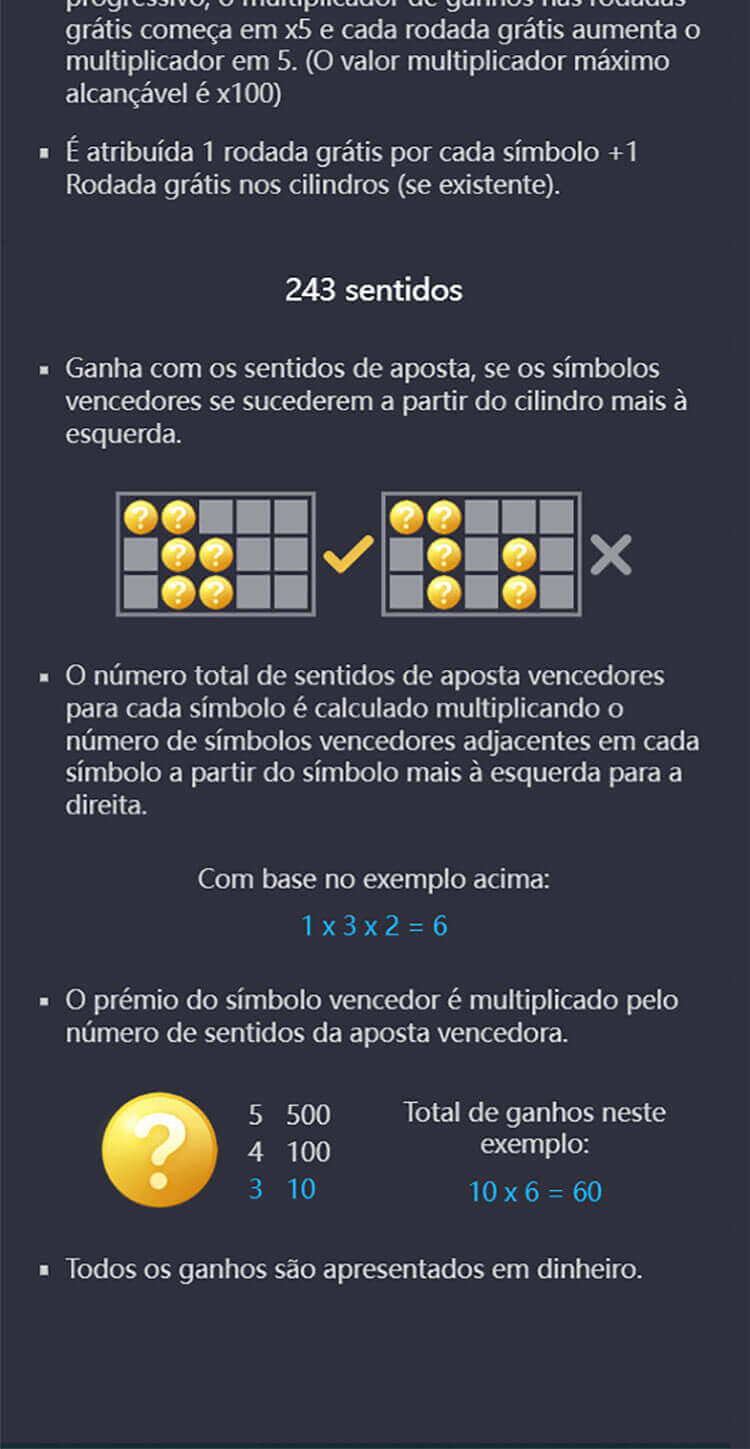 progressivo, o multiplicador de ganhos nas rodadas
grátis começa em x5 e cada rodada grátis aumenta o
multiplicador em 5. (O valor multiplicador máximo
alcançável é x100)
É atribuída 1 rodada grátis por cada símbolo +1
Rodada grátis nos cilindros (se existente).
243 sentidos
Ganha com os sentidos de aposta, se os símbolos
vencedores se sucederem a partir do cilindro mais à
esquerda.
? ? ? ?
? ? ? ?
? ? ? ?
O número total de sentidos de aposta vencedores
para cada símbolo é calculado multiplicando o
número de símbolos vencedores adjacentes em cada
símbolo a partir do símbolo mais à esquerda para a
direita.
Com base no exemplo acima:
1 x 3 x 2 = 6
O prémio do símbolo vencedor é multiplicado pelo
número de sentidos da aposta vencedora.
?
5 500
4 100
3 10
Total de ganhos neste
exemplo:
10 x 6 = 60
Todos os ganhos são apresentados em dinheiro.